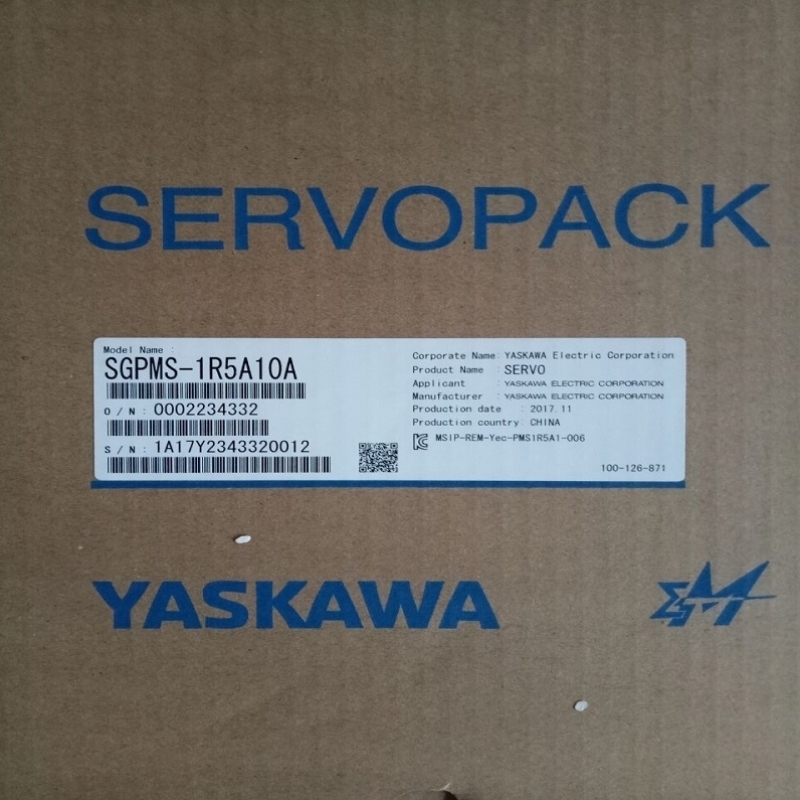 SERVOPACK
Model Name :
SGPMS-1R5A10A
O/N: 0002234332
S/N: 1A17Y2343320012
Corporate Name: YASKAWA Electric Corporation
Product Name : SERVO
Applicant : YASKAWA ELECTRIC CORPORATION
Manufacturer : YASKAWA ELECTRIC CORPORATION
Production date : 2017.11
Production country: CHINA
MSIP-REM-Yec-PMS1R5A1-006
100-126-871
YASKAWA